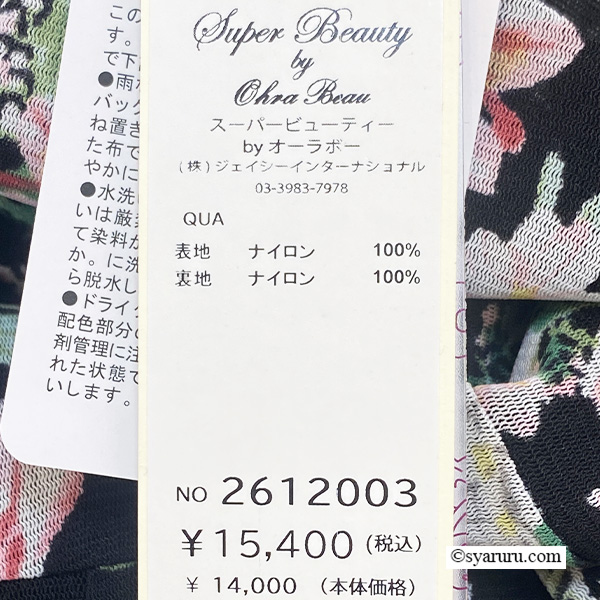 Super Beauty
by
Ohra Beau
スーパービューティー
by オーラボー
(株)ジェイシーインターナショナル
03-3983-7978
QUA
表地 ナイロン 100%
裏地 ナイロン 100%
NO 2612003
¥15,400(税込)
¥ 14,000 (本体価格)
この
す。
で下
●雨
バッグ
ね置き
た布で
やかに
●水洗
いは厳
て染料が
か。に洗
ら脱水し
●ドライク
配色部分の
剤管理に注
れた状態で
いします。
©syaruru.com